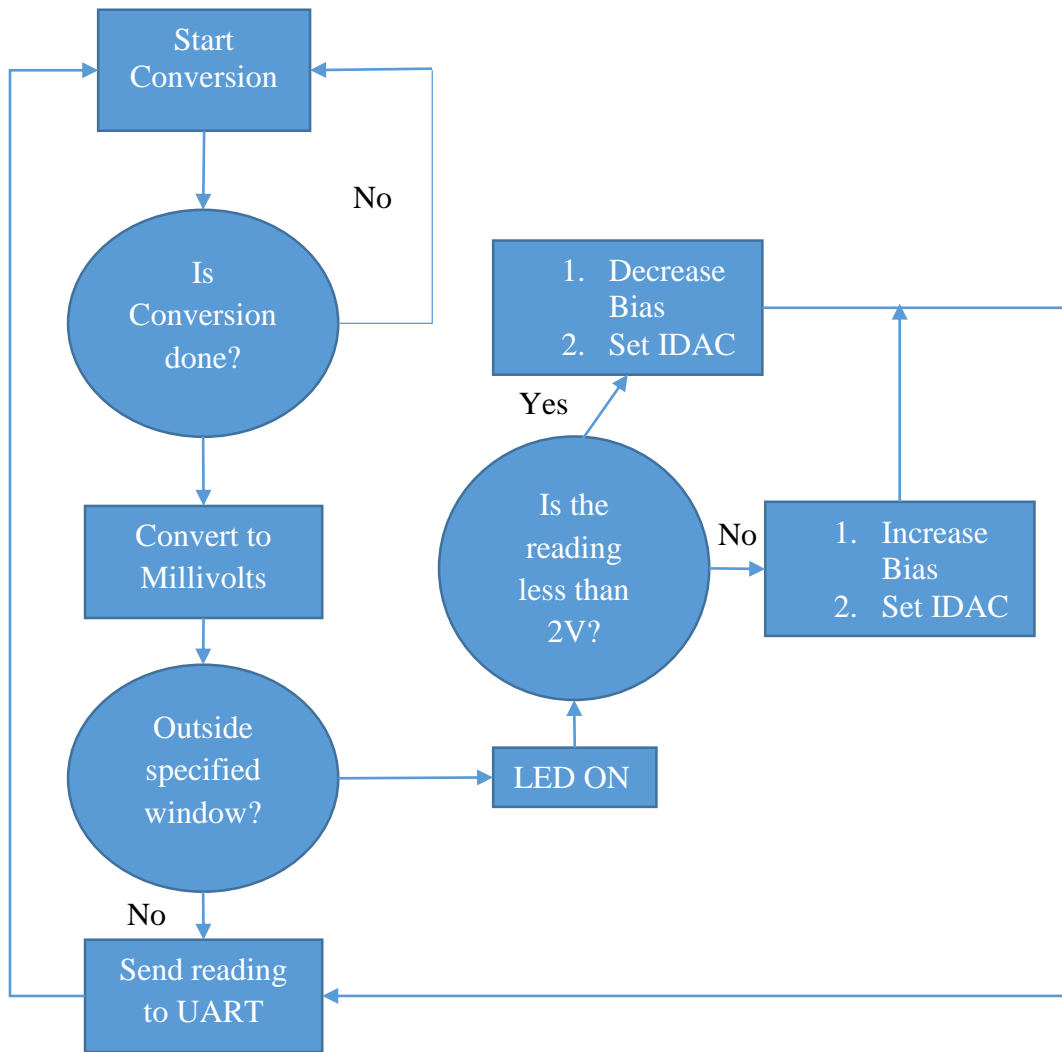 Start
Conversion
No
Is
Conversion
done?
1. Decrease
Bias
2. Set IDAC
Yes
Convert to
Millivolts
Is the
reading
less than
2V?
No
1. Increase
Bias
2. Set IDAC
Outside
specified
window?
LED ON
No
Send reading
to UART